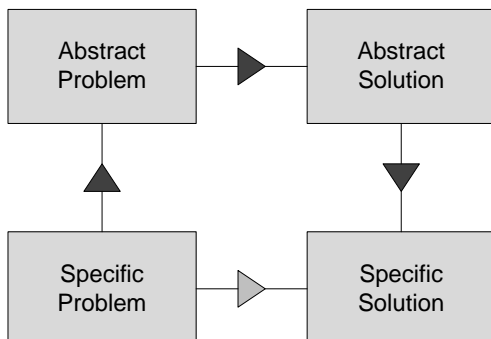 Abstract
Problem
Abstract
Solution
Specific
Problem
Specific
Solution